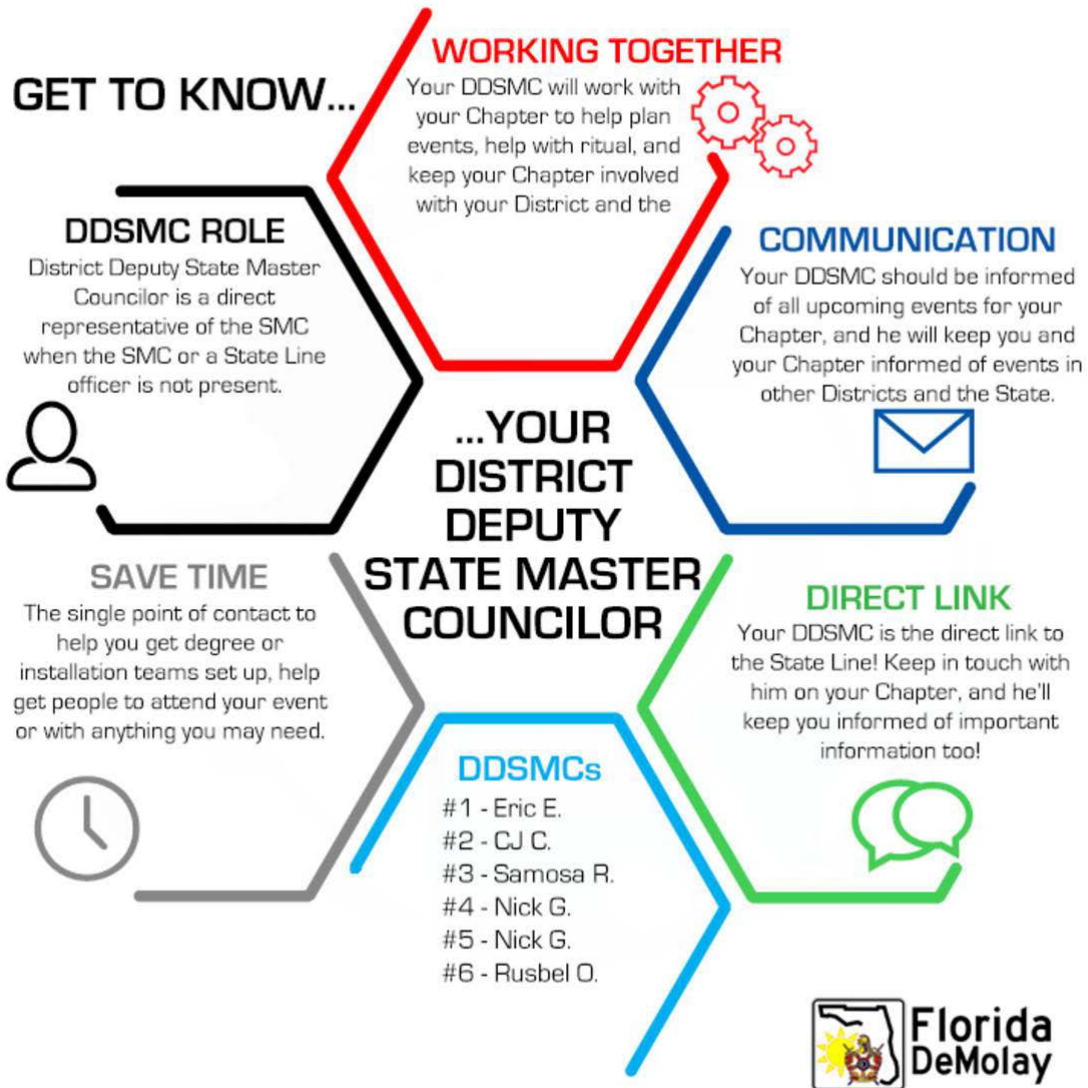 GET TO KNOW...
WORKING TOGETHER
Your DDSMC will work with
your Chapter to help plan
events, help with ritual, and
keep your Chapter involved
with your District and the
DDSMC ROLE
District Deputy State Master
Councilor is a direct
representative of the SMC
when the SMC or a State Line
officer is not present.
COMMUNICATION
Your DDSMC should be informed
of all upcoming events for your
Chapter, and he will keep you and
your Chapter informed of events in
other Districts and the State.
...YOUR
DISTRICT
DEPUTY
STATE MASTER
COUNCILOR
SAVE TIME
The single point of contact to
help you get degree or
installation teams set up, help
get people to attend your event
or with anything you may need.
DIRECT LINK
Your DDSMC is the direct link to
the State Line! Keep in touch with
him on your Chapter, and he'll
keep you informed of important
information too!
DDSMCs
#1 - Eric E.
#2 - CJ C.
#3 - Samosa R.
#4 - Nick G.
#5 - Nick G.
#6 - Rusbel O.
Florida
DeMolay